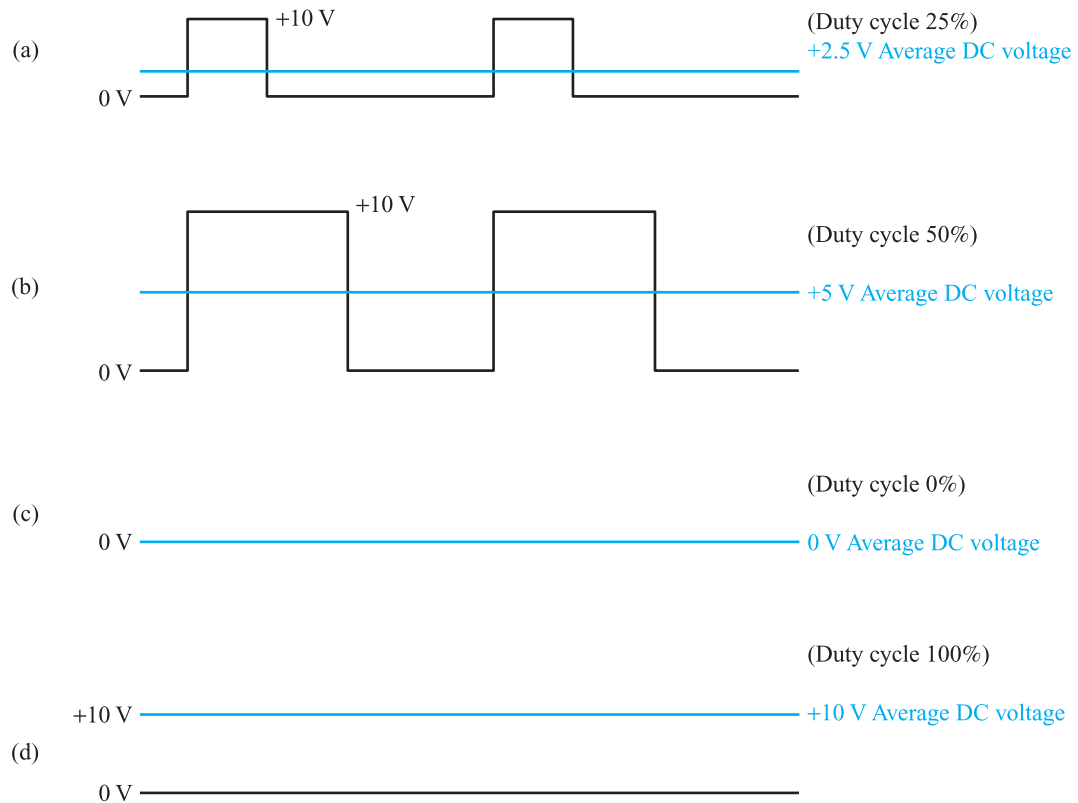 +10 V
(Duty cycle 25%)
(a)
+2.5 V Average DC voltage
0 V
+10 V
(Duty cycle 50%)
(b)
+5 V Average DC voltage
0 V
(Duty cycle 0%)
(c)
0 V
0 V Average DC voltage
(Duty cycle 100%)
+10 V
+10 V Average DC voltage
(d)
0 V